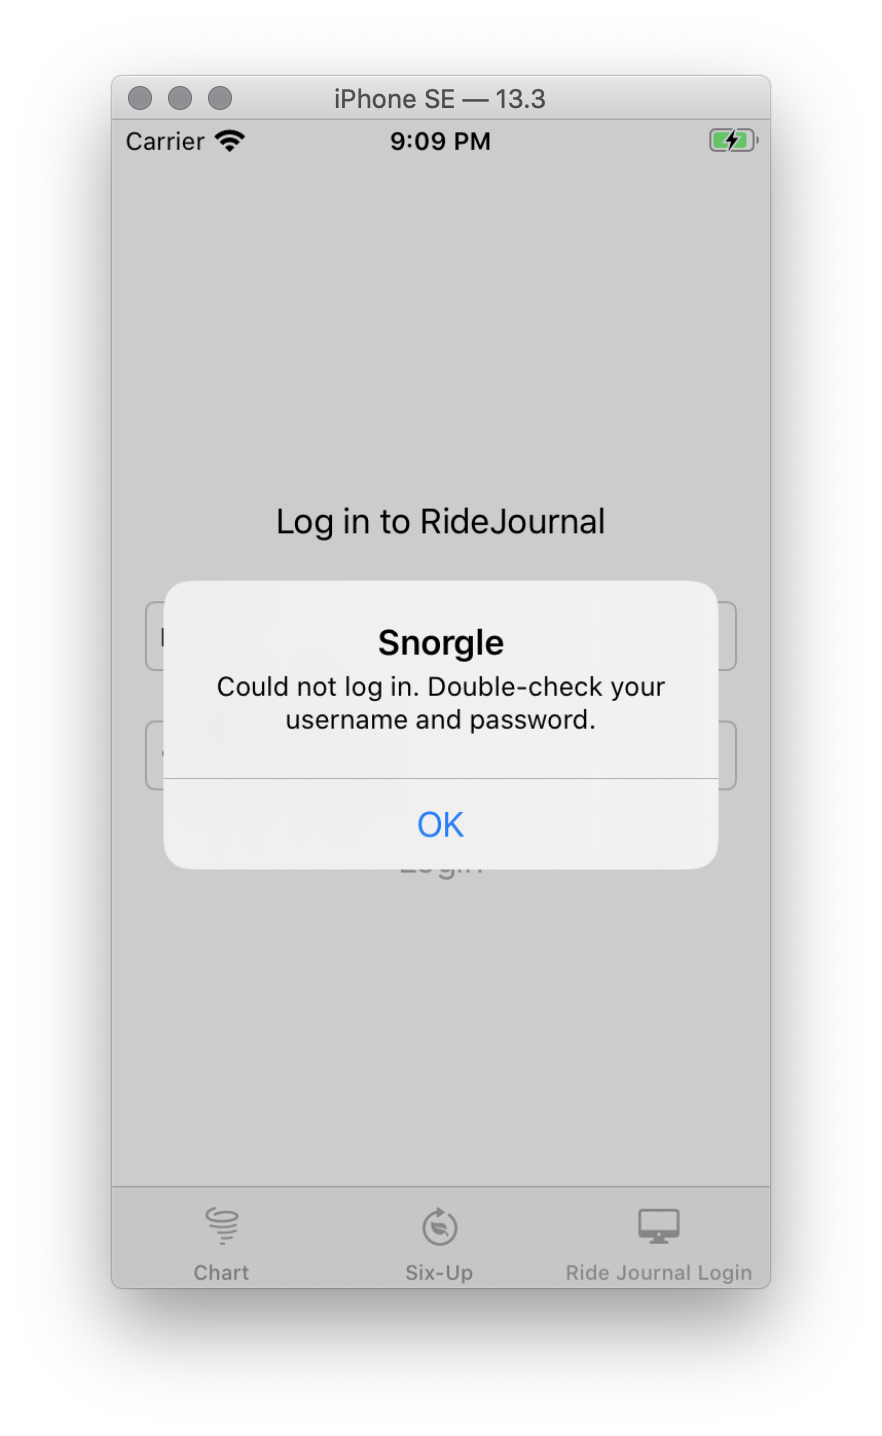 iPhone SE — 13.3
Carrier 9:09 PM
Log in to RideJournal
Snorgle
Could not log in. Double-check your
username and password.
OK
Login
Chart Six-Up Ride Journal Login